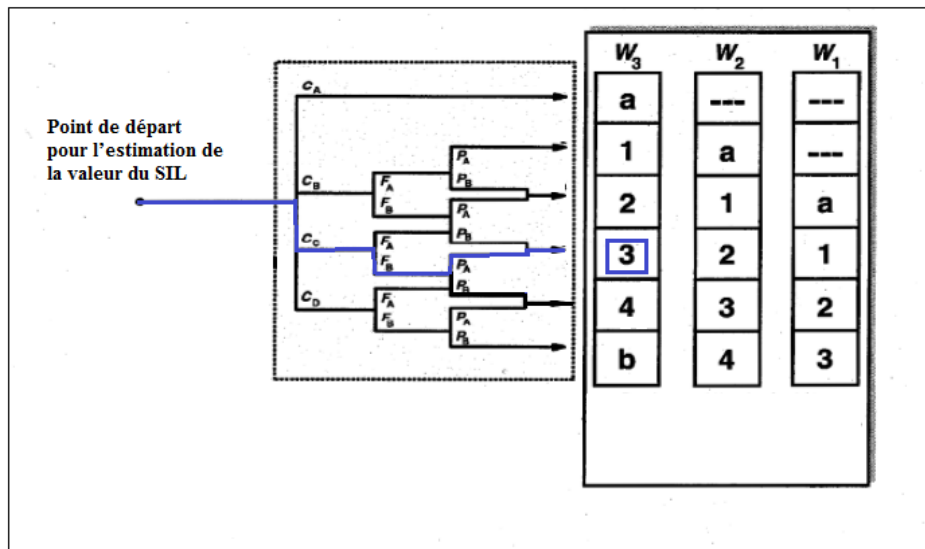 W3 W2 W1
CA
a --- ---
Point de départ
pour l’estimation de
la valeur du SIL
PA
1 a ---
CB FA PB
FB PA
2 1 a
CC FA PB
FB PA
3 2 1
PB
CD FA
FB PA
4 3 2
PB
b 4 3